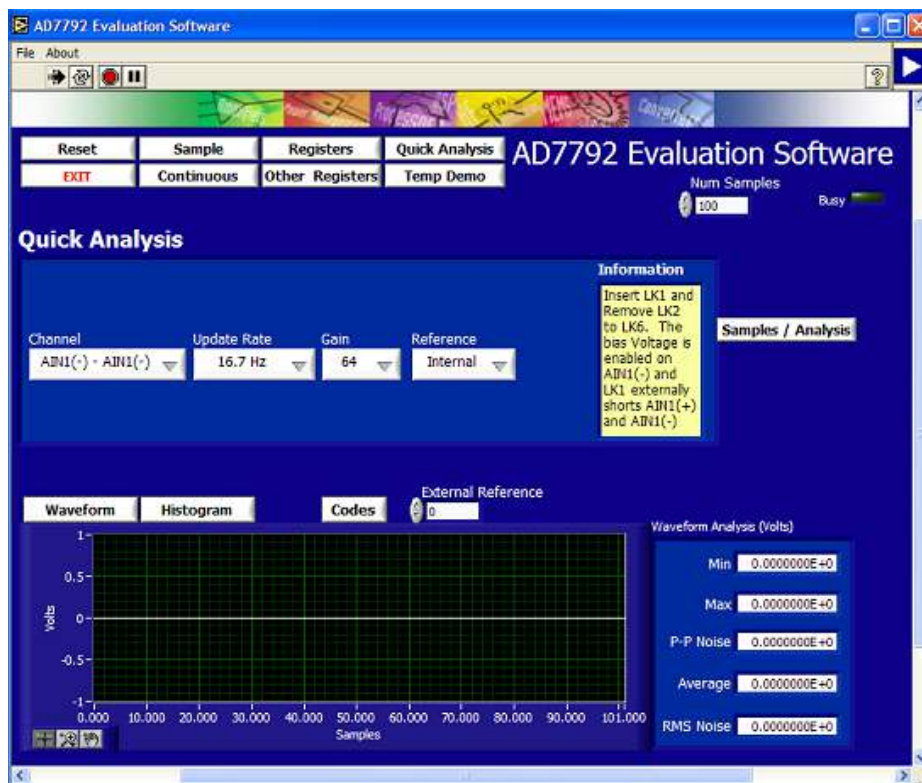 AD7792 Evaluation Software
File About
Reset Sample Registers Quick Analysis
EXIT Continuous Other Registers Temp Demo
AD7792 Evaluation Software
Num Samples
100
Busy
Quick Analysis
Channel
AIN1(-) - AIN1(-)
Update Rate
16.7 Hz
Gain
64
Reference
Internal
Information
Insert LK1 and
Remove LK2
to LK6. The
bias Voltage is
enabled on
AIN1(-) and
LK1 externally
shorts AIN1(+)
and AIN1(-)
Samples / Analysis
Waveform Histogram Codes
External Reference
0
1
0.5
0
-0.5
-1
Volts
0.000 10.000 20.000 30.000 40.000 50.000 60.000 70.000 80.000 90.000 101.000
Samples
Waveform Analysis (Volts)
Min 0.0000000E+0
Max 0.0000000E+0
P-P Noise 0.0000000E+0
Average 0.0000000E+0
RMS Noise 0.0000000E+0